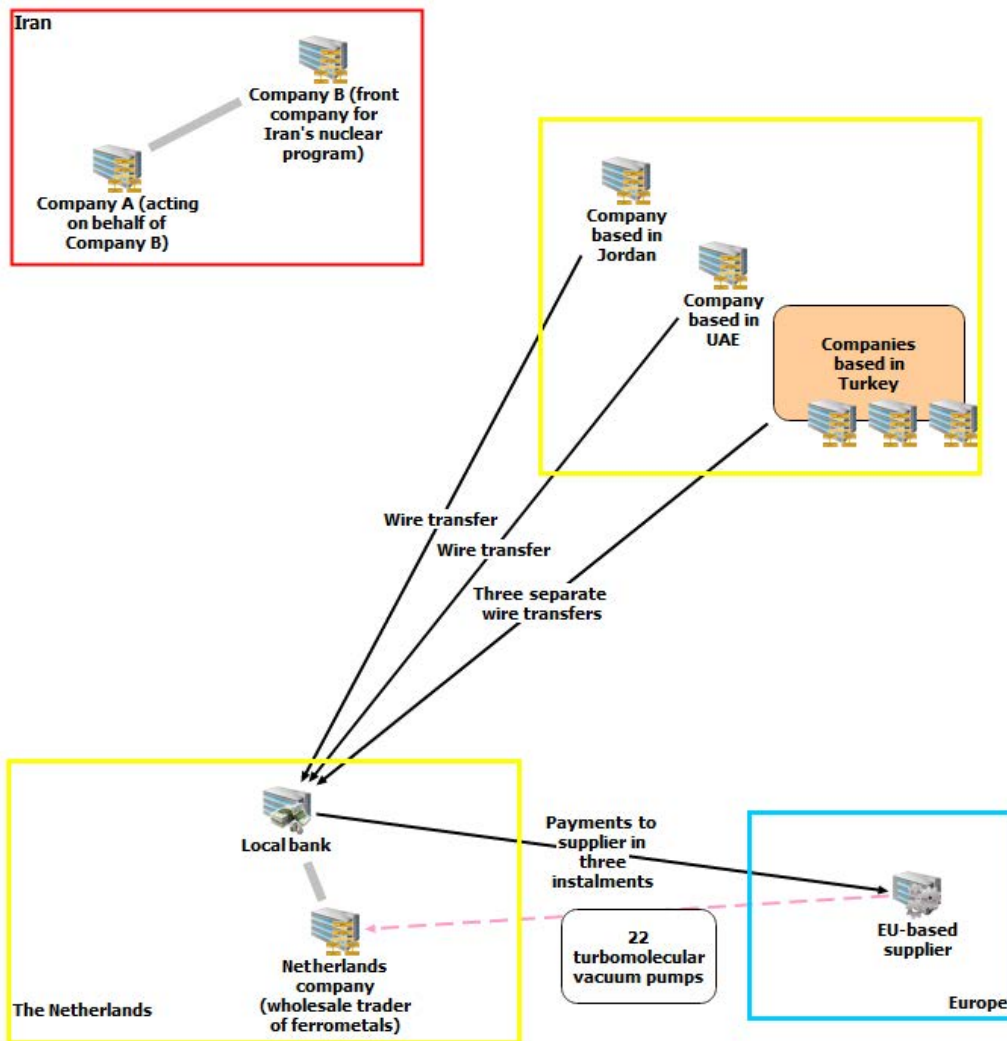 Iran
Company B (front
company for
Iran's nuclear
program)
Company A (acting
on behalf of
Company B)
Company
based in
Jordan
Company
based in
UAE
Companies
based in
Turkey
Wire transfer
Wire transfer
Three separate
wire transfers
Local bank
Payments to
supplier in
three
instalments
EU-based
supplier
22
turbomolecular
vacuum pumps
Netherlands
company
(wholesale trader
of ferrometals)
The Netherlands
Europe